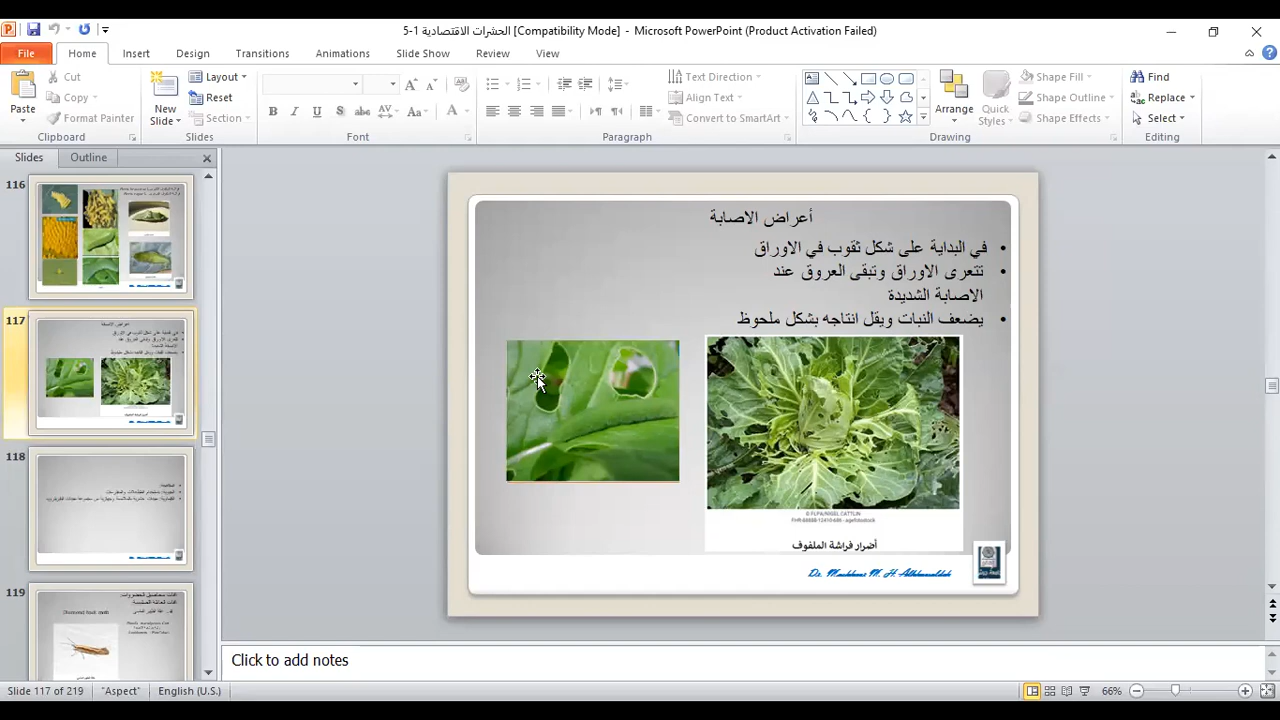 الحشرات الاقتصادية 1-5 [Compatibility Mode] - Microsoft PowerPoint (Product Activation Failed)
File Home Insert Design Transitions Animations Slide Show Review View
Cut
Copy
Format Painter
Paste
Clipboard
New Slide
Layout
Reset
Section
Slides
Font
Text Direction
Align Text
Convert to SmartArt
Paragraph
Arrange
Quick Styles
Shape Fill
Shape Outline
Shape Effects
Drawing
Find
Replace
Select
Editing
Slides Outline
116
117
118
119
أعراض الاصابة
• في البداية على شكل ثقوب في الاوراق
• تتعرى الاوراق وتبقى العروق عند
الاصابة الشديدة
• يضعف النبات ويقل انتاجه بشكل ملحوظ
© FLPA/NIGEL CATTLIN
أضرار فراشة الملفوف
Click to add notes
Slide 117 of 219 "Aspect" English (U.S.) 66%